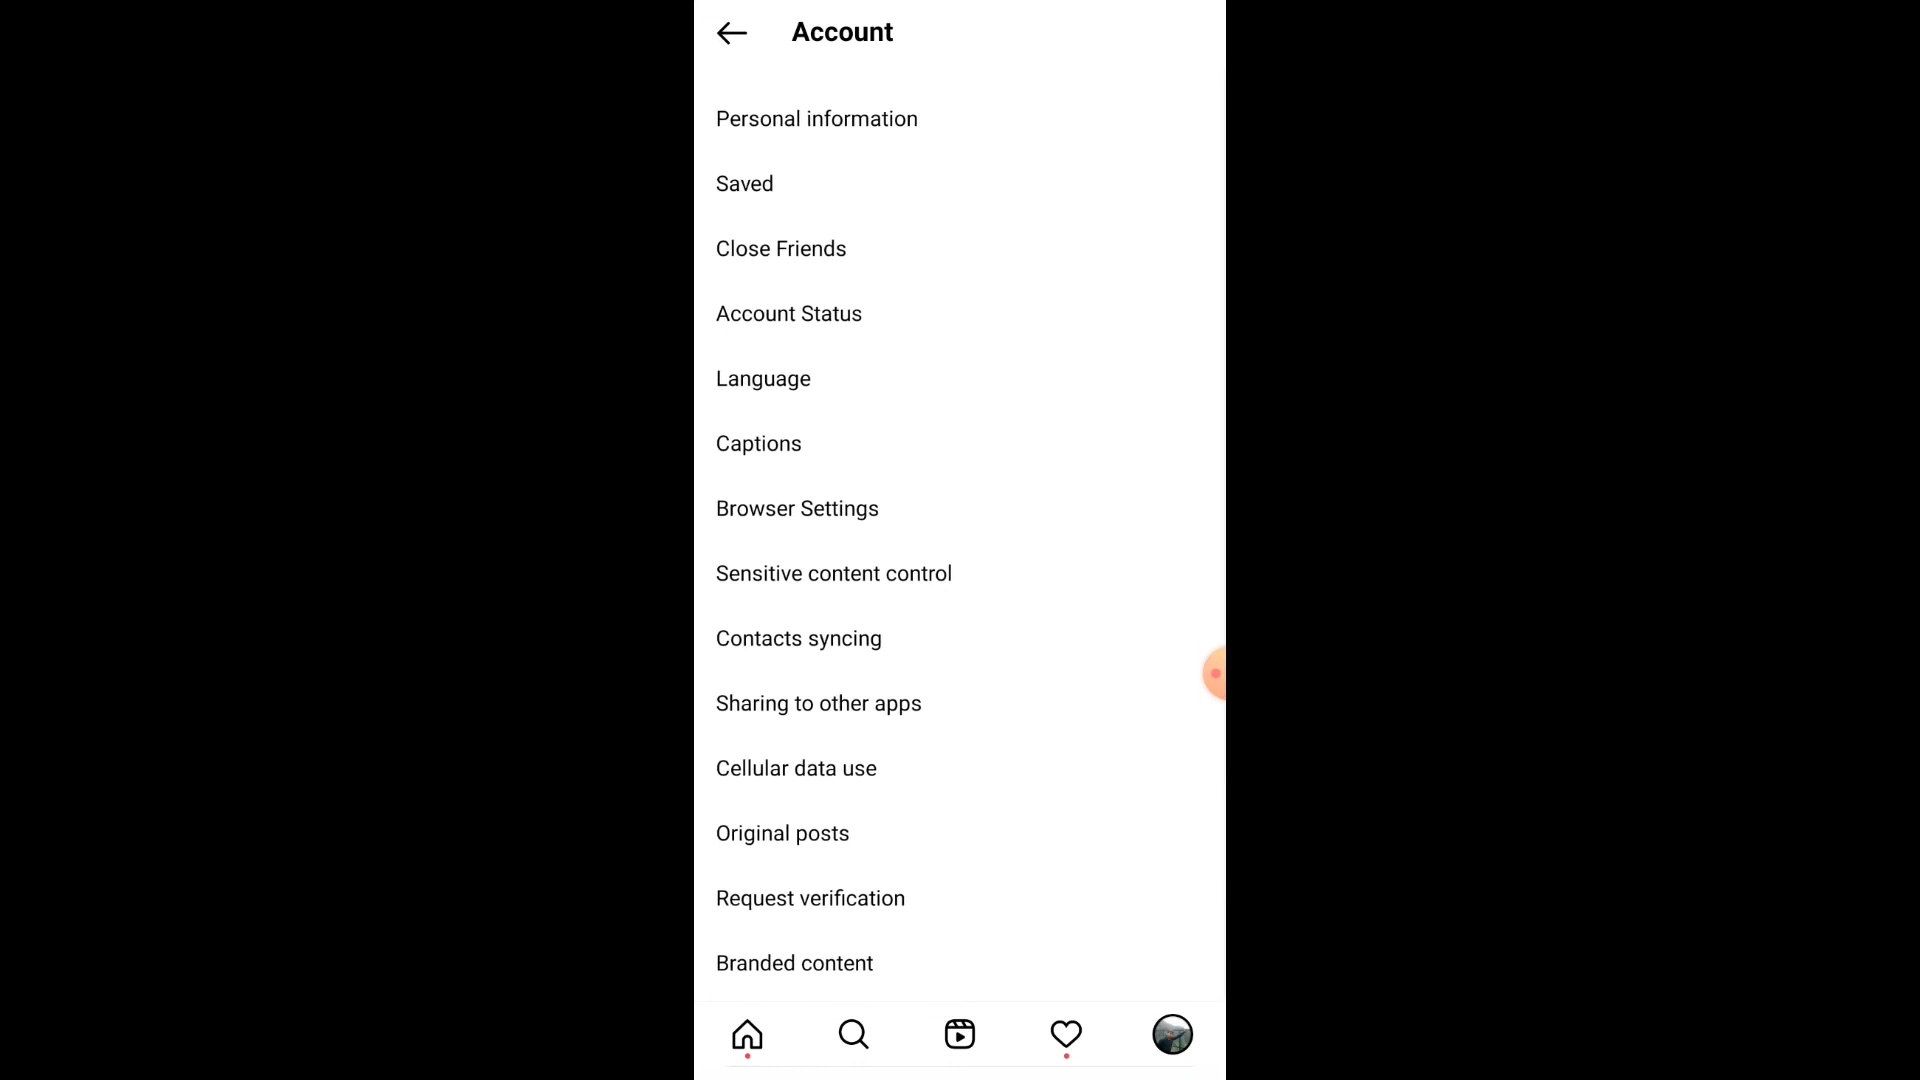 Account
Personal information
Saved
Close Friends
Account Status
Language
Captions
Browser Settings
Sensitive content control
Contacts syncing
Sharing to other apps
Cellular data use
Original posts
Request verification
Branded content